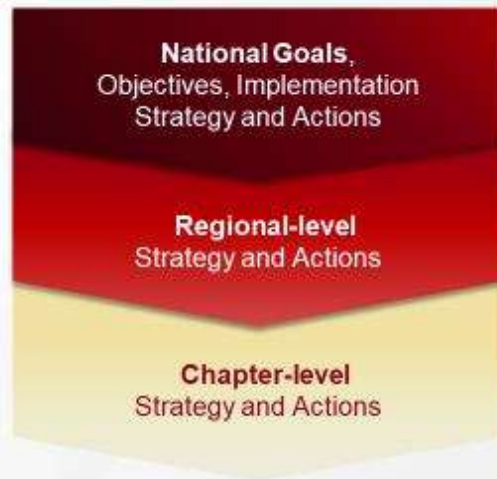 National Goals,
Objectives, Implementation
Strategy and Actions
Regional-level
Strategy and Actions
Chapter-level
Strategy and Actions